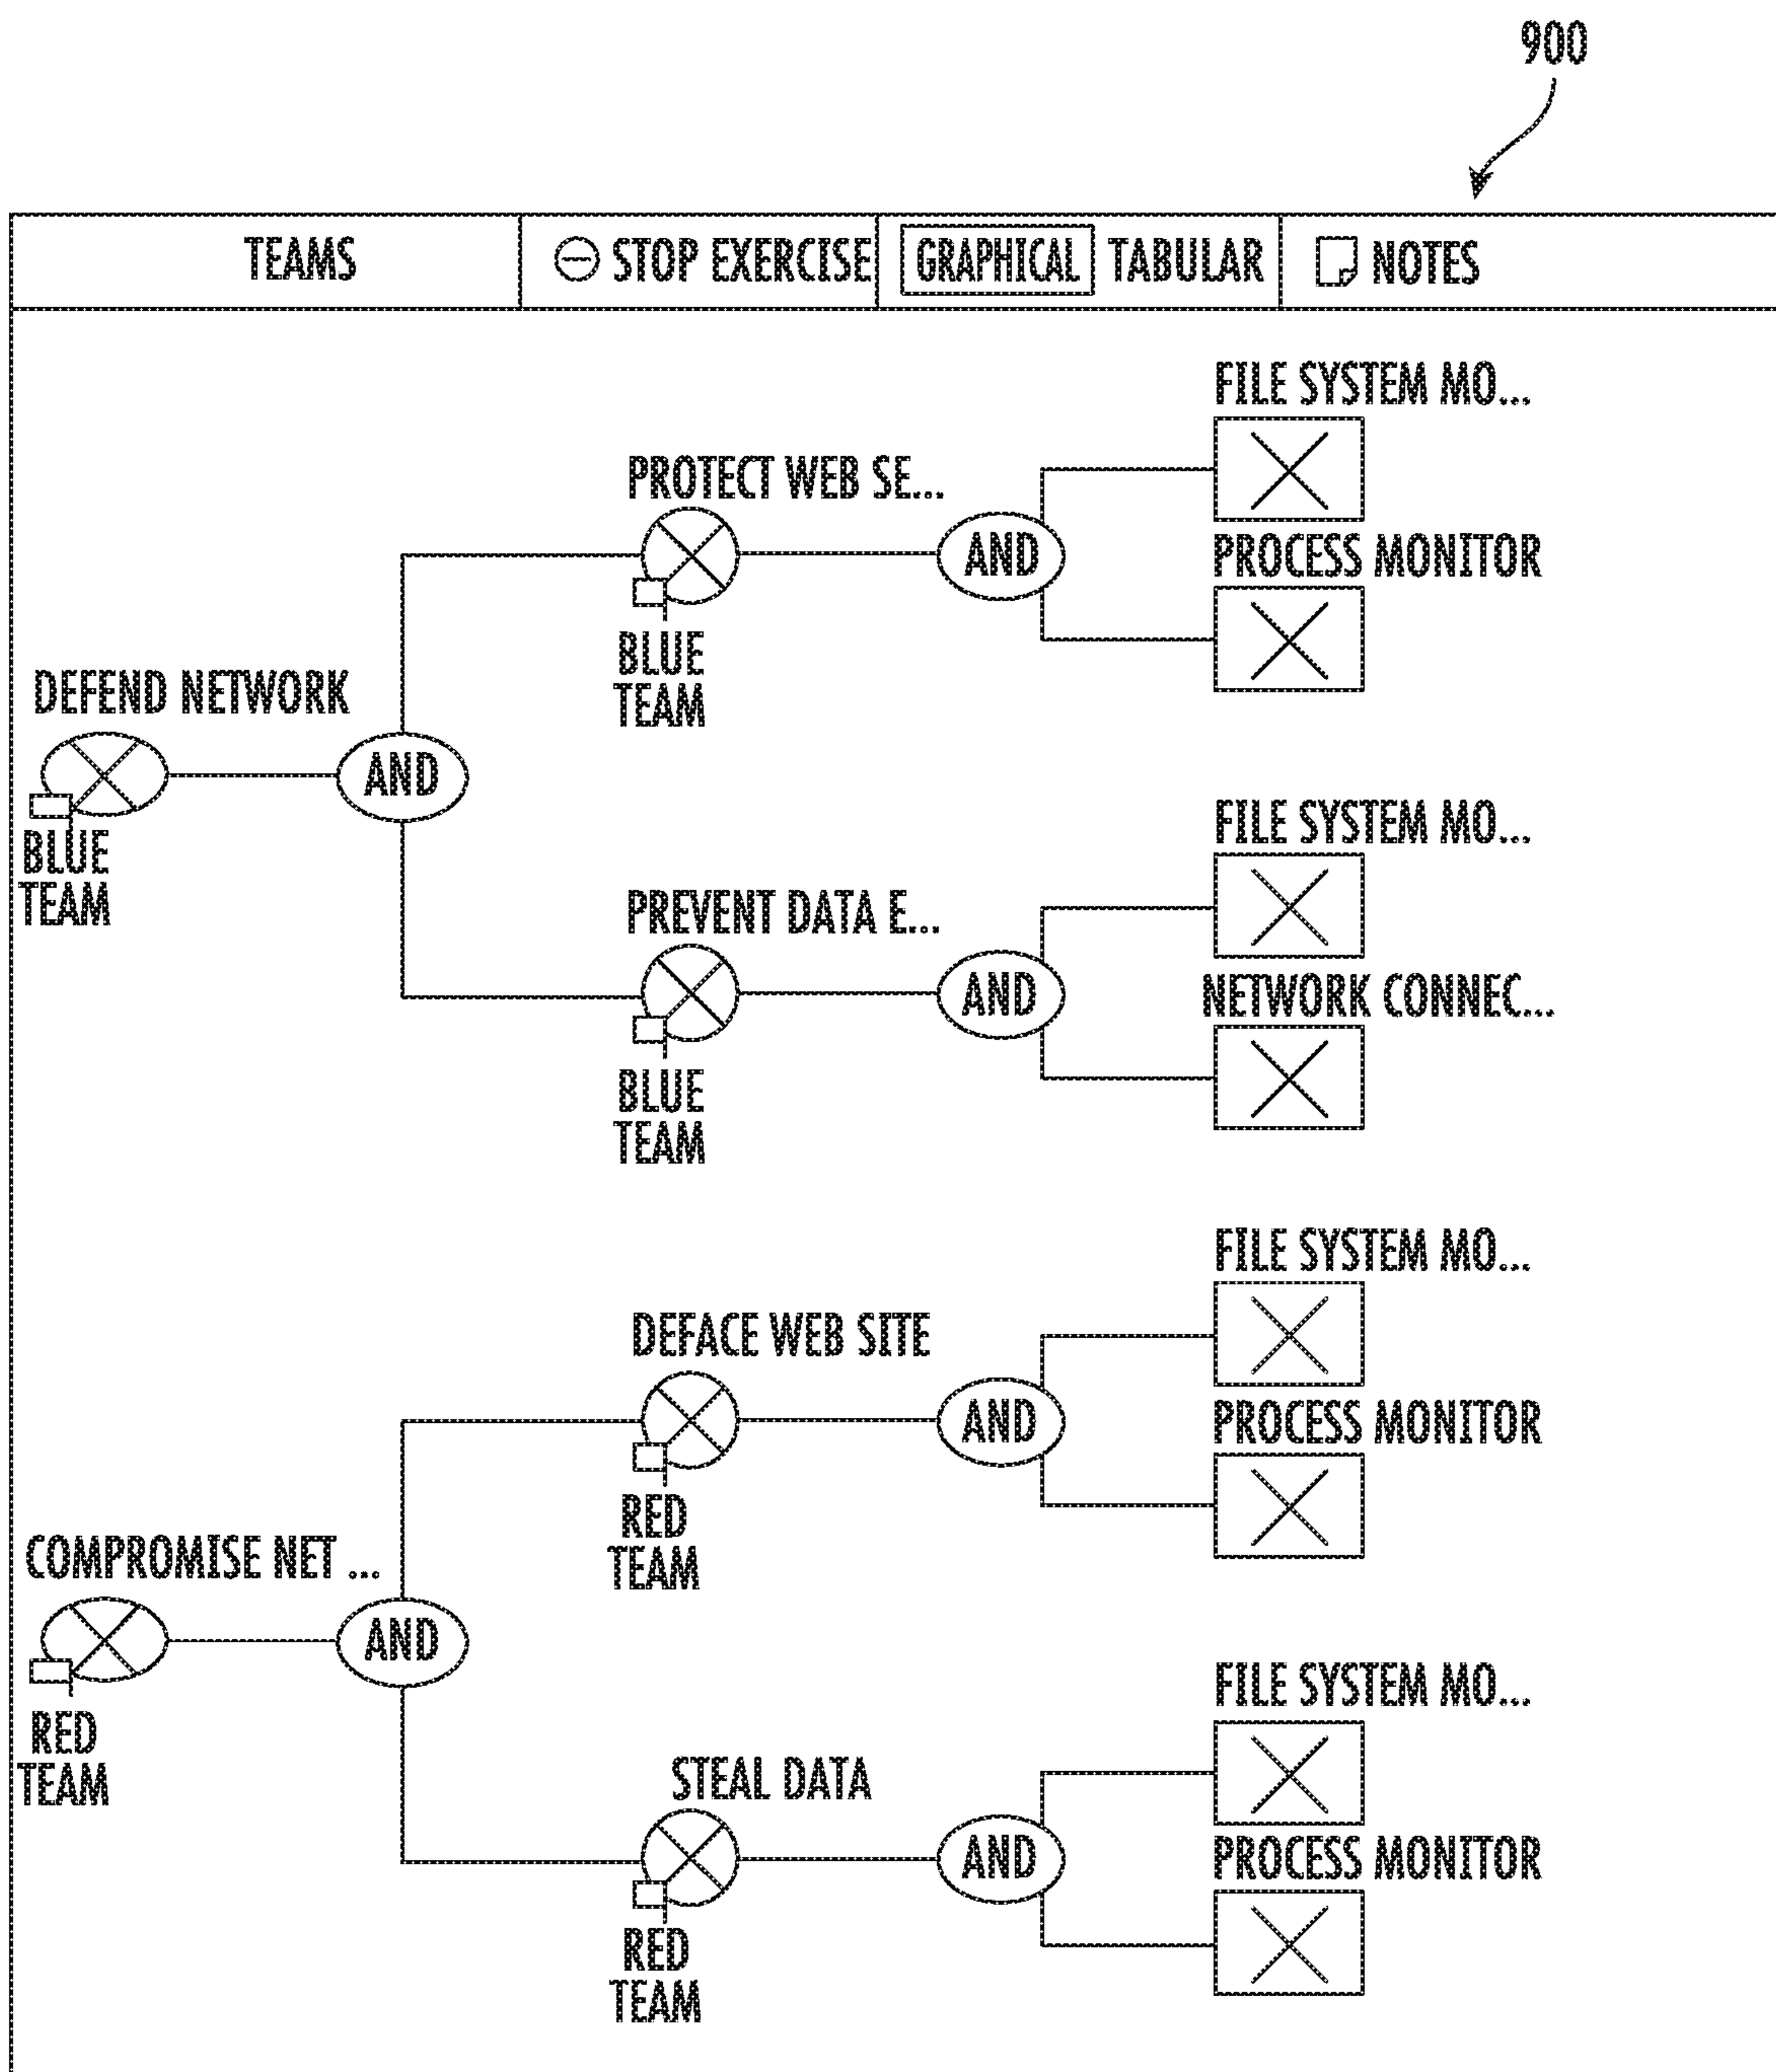 900
TEAMS
STOP EXERCISE
GRAPHICAL TABULAR
NOTES
FILE SYSTEM MO...
PROTECT WEB SE...
AND
PROCESS MONITOR
BLUE
TEAM
DEFEND NETWORK
AND
BLUE
TEAM
FILE SYSTEM MO...
PREVENT DATA E...
AND
NETWORK CONNEC...
BLUE
TEAM
FILE SYSTEM MO...
DEFACE WEB SITE
AND
PROCESS MONITOR
RED
TEAM
COMPROMISE NET ...
AND
RED
TEAM
FILE SYSTEM MO...
STEAL DATA
AND
PROCESS MONITOR
RED
TEAM